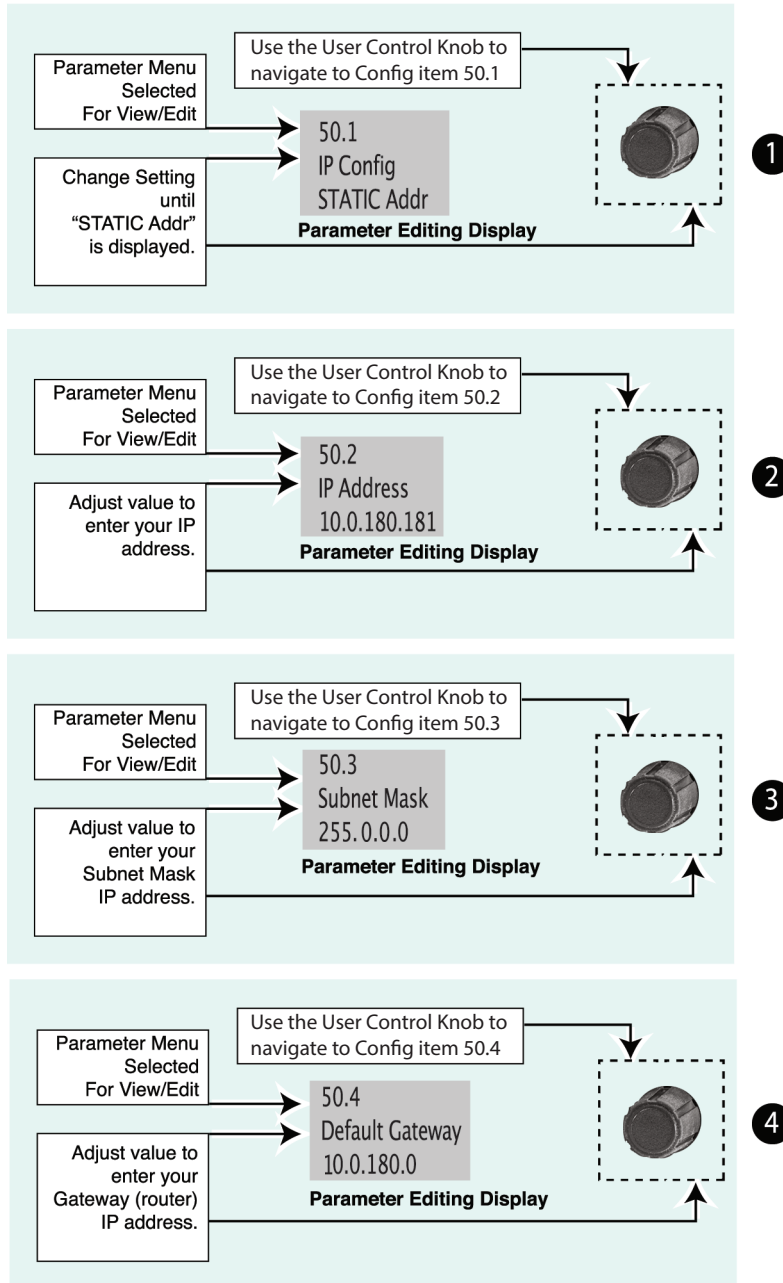 Use the User Control Knob to
navigate to Config item 50.1
Parameter Menu
Selected
For View/Edit
50.1
IP Config
STATIC Addr
Change Setting
until
“STATIC Addr”
is displayed.
Parameter Editing Display
1
Use the User Control Knob to
navigate to Config item 50.2
Parameter Menu
Selected
For View/Edit
50.2
IP Address
10.0.180.181
Adjust value to
enter your IP
address.
Parameter Editing Display
2
Use the User Control Knob to
navigate to Config item 50.3
Parameter Menu
Selected
For View/Edit
50.3
Subnet Mask
255.0.0.0
Adjust value to
enter your
Subnet Mask
IP address.
Parameter Editing Display
3
Use the User Control Knob to
navigate to Config item 50.4
Parameter Menu
Selected
For View/Edit
50.4
Default Gateway
10.0.180.0
Adjust value to
enter your
Gateway (router)
IP address.
Parameter Editing Display
4